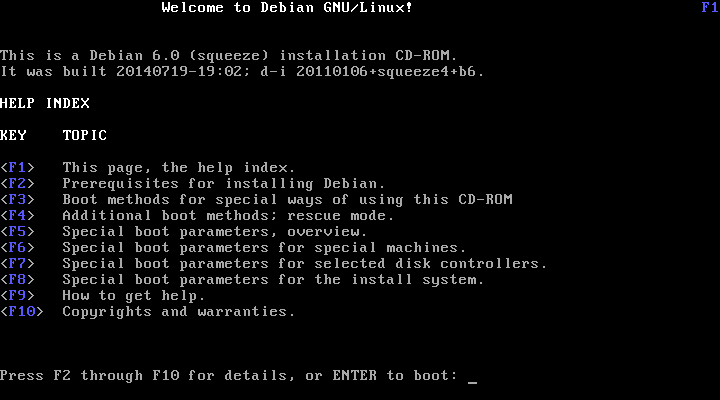 Welcome to Debian GNU/Linux! F1
This is a Debian 6.0 (squeeze) installation CD-ROM.
It was built 20140719-19:02; d-i 20110106+squeeze4+b6.
HELP INDEX
KEY TOPIC
<F1> This page, the help index.
<F2> Prerequisites for installing Debian.
<F3> Boot methods for special ways of using this CD-ROM
<F4> Additional boot methods; rescue mode.
<F5> Special boot parameters, overview.
<F6> Special boot parameters for special machines.
<F7> Special boot parameters for selected disk controllers.
<F8> Special boot parameters for the install system.
<F9> How to get help.
<F10> Copyrights and warranties.
Press F2 through F10 for details, or ENTER to boot: _